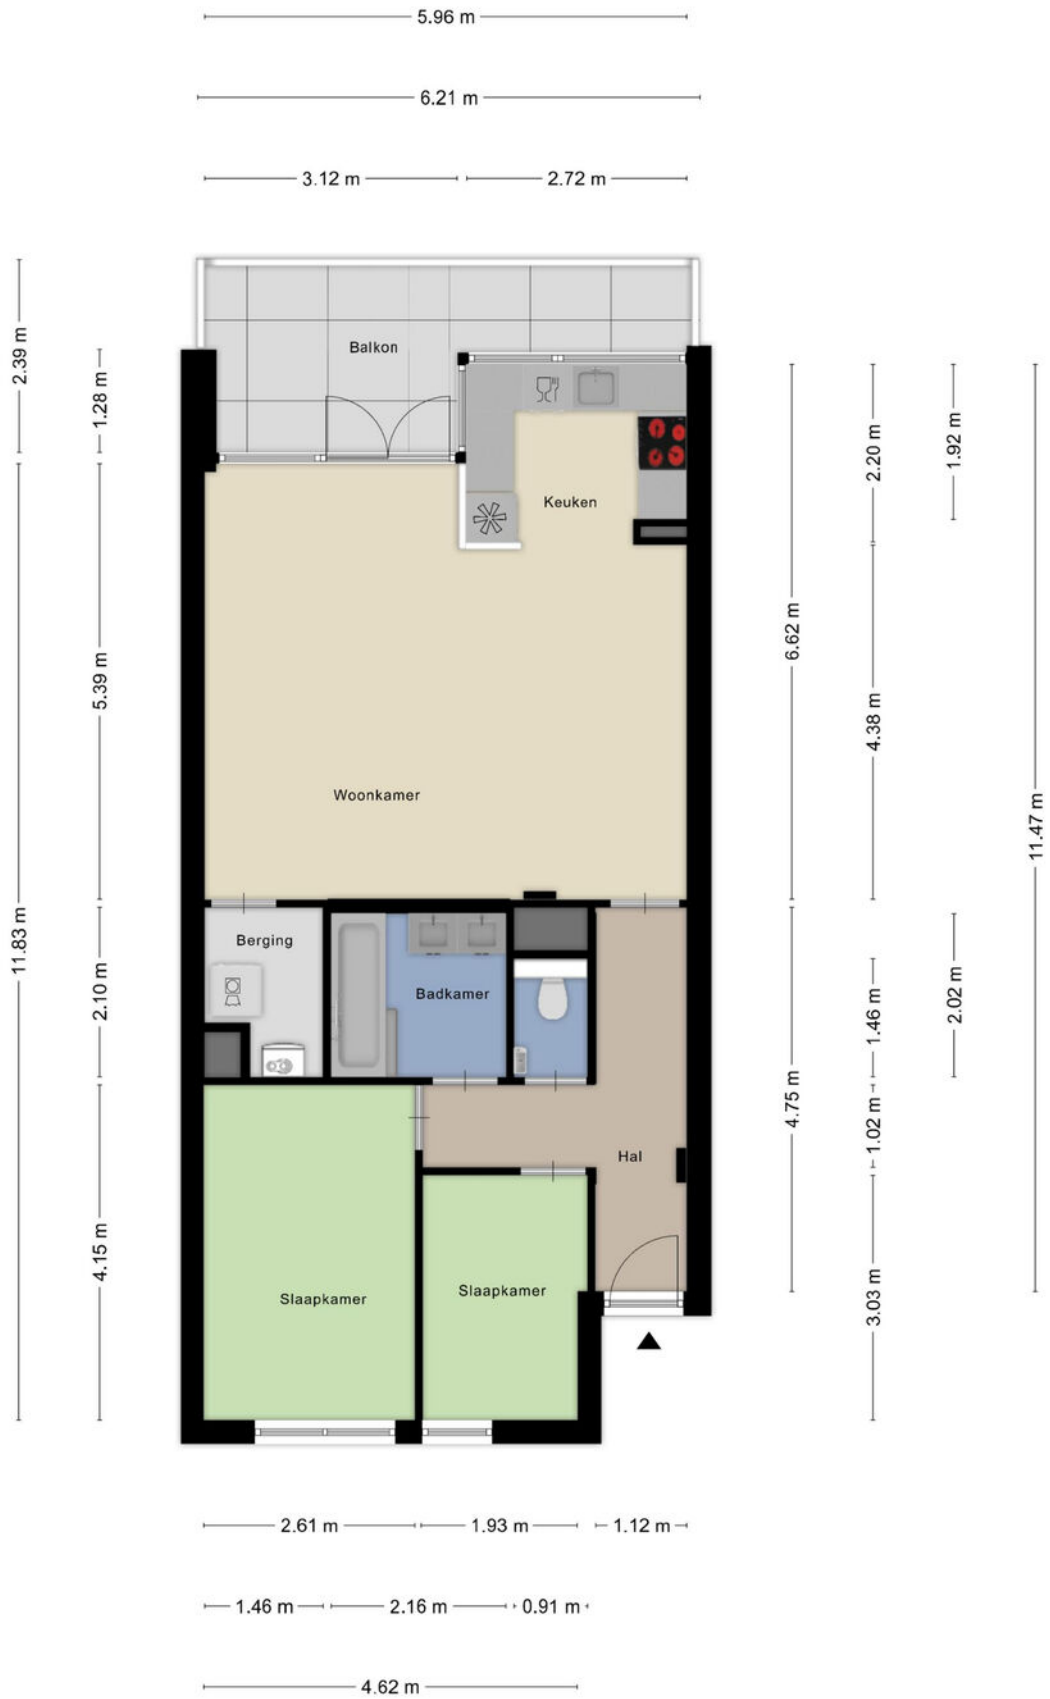 5.96 m
6.21 m
3.12 m
2.72 m
2.39 m
1.28 m
Balkon
2.20 m
1.92 m
Keuken
6.62 m
5.39 m
4.38 m
Woonkamer
11.47 m
11.83 m
Berging
Badkamer
2.10 m
1.46 m
2.02 m
4.75 m
1.02 m
Hal
4.15 m
Slaapkamer
Slaapkamer
3.03 m
2.61 m
1.93 m
1.12 m
1.46 m
2.16 m
0.91 m
4.62 m